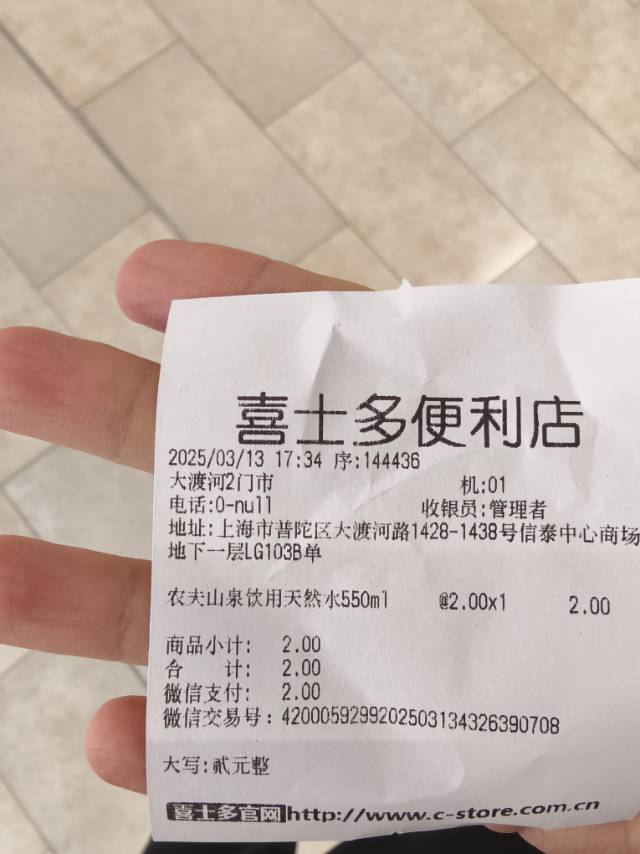 喜士多便利店
2025/03/13 17:34 序:144436
大渡河2门市 机:01
电话:0-null 收银员:管理者
地址:上海市普陀区大渡河路1428-1438号信泰中心商场
地下一层LG103B单
农夫山泉饮用天然水550ml @2.00x1 2.00
商品小计: 2.00
合 计: 2.00
微信支付: 2.00
微信交易号:4200059299202503134326390708
大写:贰元整
喜士多官网http://www.c-store.com.cn